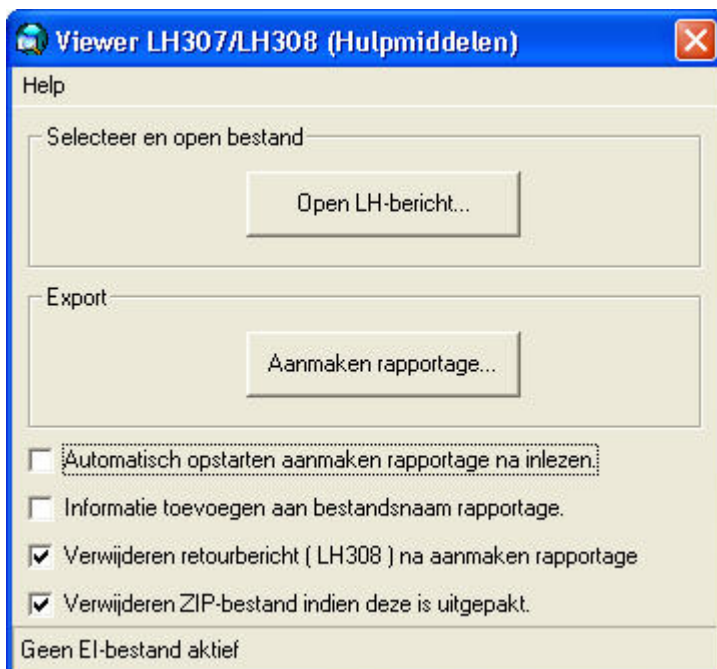 Viewer LH307/LH308 (Hulpmiddelen)
Help
Selecteer en open bestand
Open LH-bericht...
Export
Aanmaken rapportage...
Automatisch opstarten aanmaken rapportage na inlezen.
Informatie toevoegen aan bestandsnaam rapportage.
Verwijderen retourbericht ( LH308 ) na aanmaken rapportage
Verwijderen ZIP-bestand indien deze is uitgepakt.
Geen EI-bestand aktief